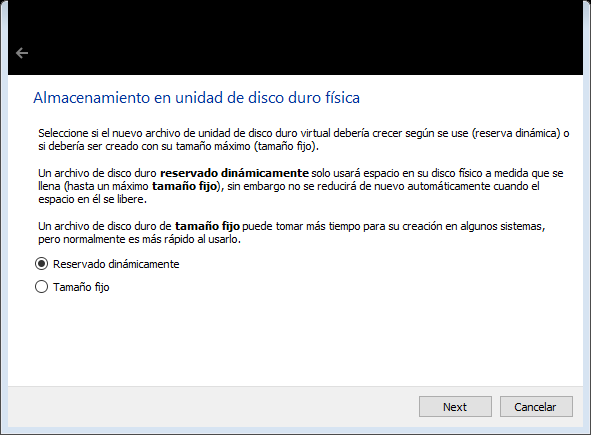 Almacenamiento en unidad de disco duro física
Seleccione si el nuevo archivo de unidad de disco duro virtual debería crecer según se use (reserva dinámica) o
si debería ser creado con su tamaño máximo (tamaño fijo).
Un archivo de disco duro reservado dinámicamente solo usará espacio en su disco físico a medida que se
llena (hasta un máximo tamaño fijo), sin embargo no se reducirá de nuevo automáticamente cuando el
espacio en él se libere.
Un archivo de disco duro de tamaño fijo puede tomar más tiempo para su creación en algunos sistemas,
pero normalmente es más rápido al usarlo.
Reservado dinámicamente
Tamaño fijo
Next Cancelar